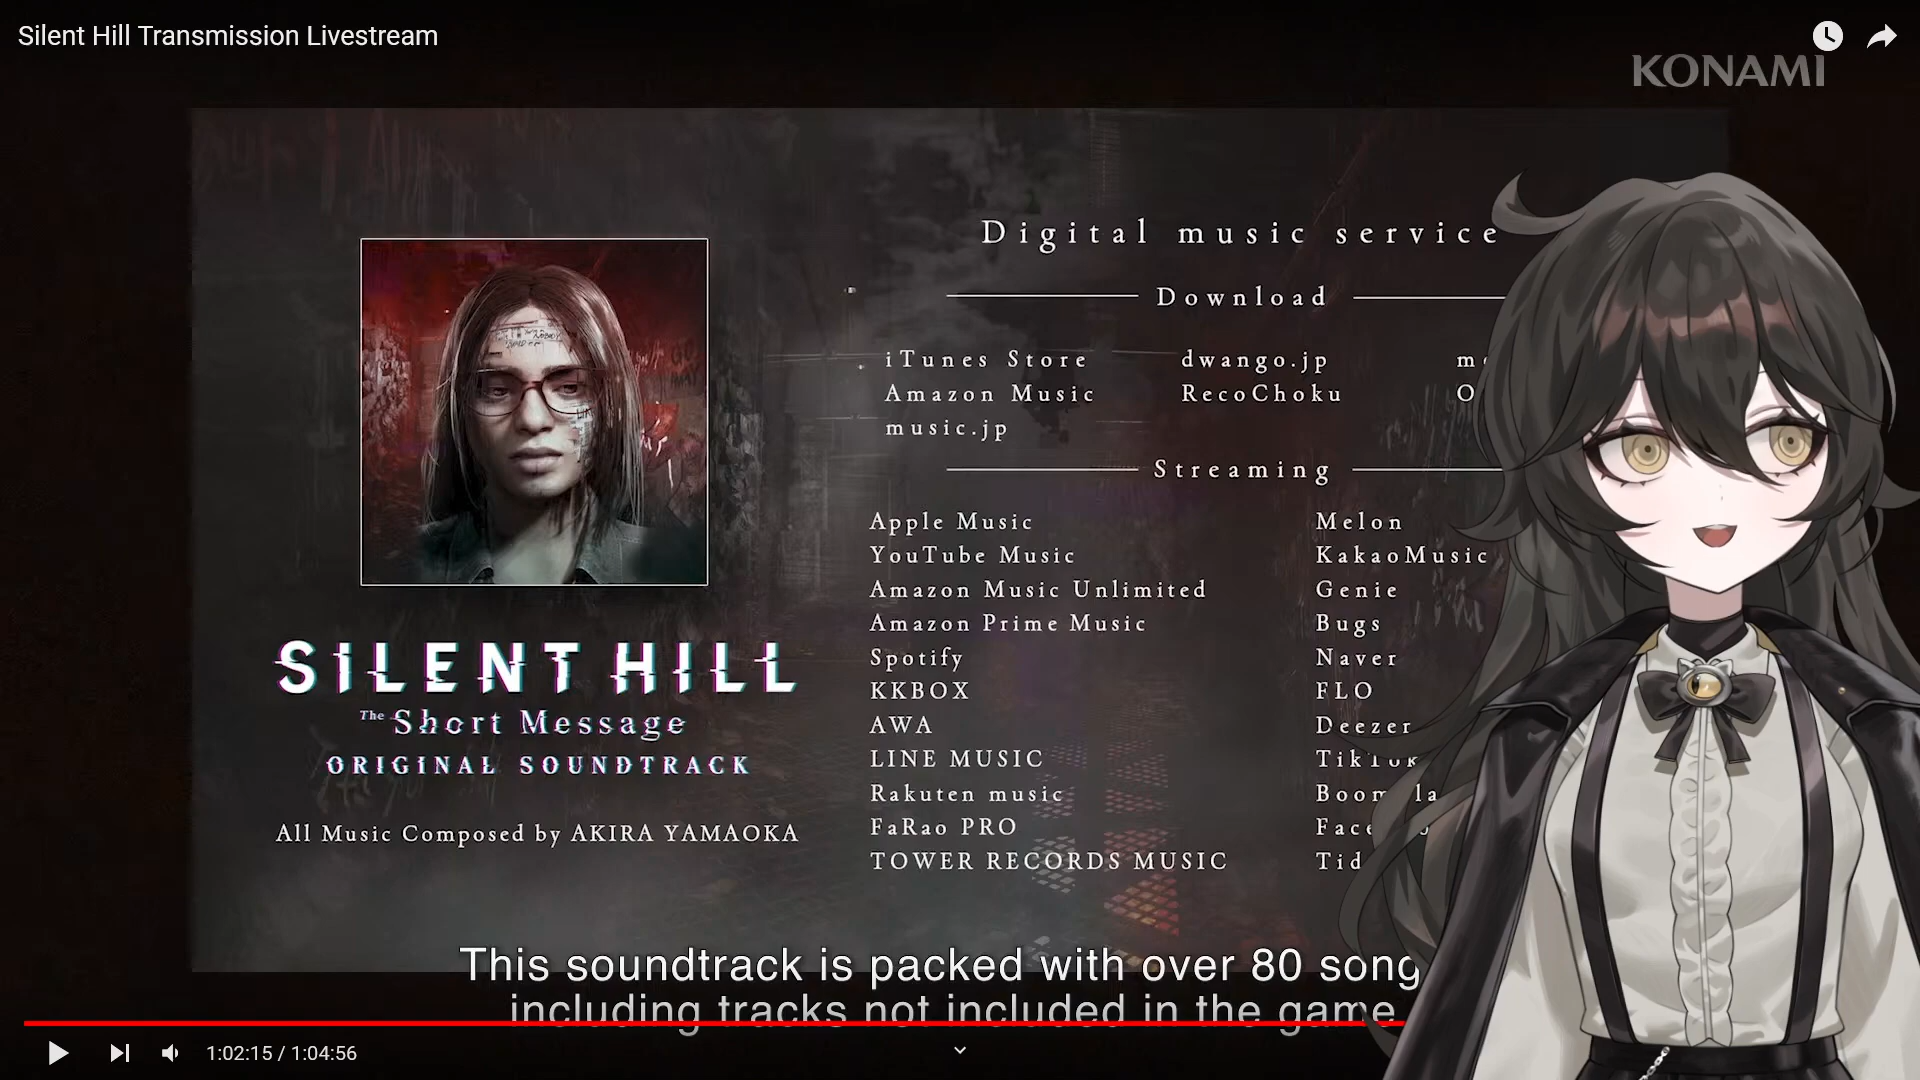 Silent Hill Transmission Livestream
KONAMI
Digital music service
Download
iTunes Store dwango.jp
Amazon Music RecoChoku
music.jp
Streaming
Apple Music Melon
YouTube Music KakaoMusic
Amazon Music Unlimited Genie
Amazon Prime Music Bugs
Spotify Naver
KKBOX FLO
AWA Deezer
LINE MUSIC TikTok
Rakuten music
FaRao PRO
TOWER RECORDS MUSIC Tid
SILENT HILL
The Short Message
ORIGINAL SOUNDTRACK
All Music Composed by AKIRA YAMAOKA
This soundtrack is packed with over 80 song
including tracks not included in the game
1:02:15 / 1:04:56